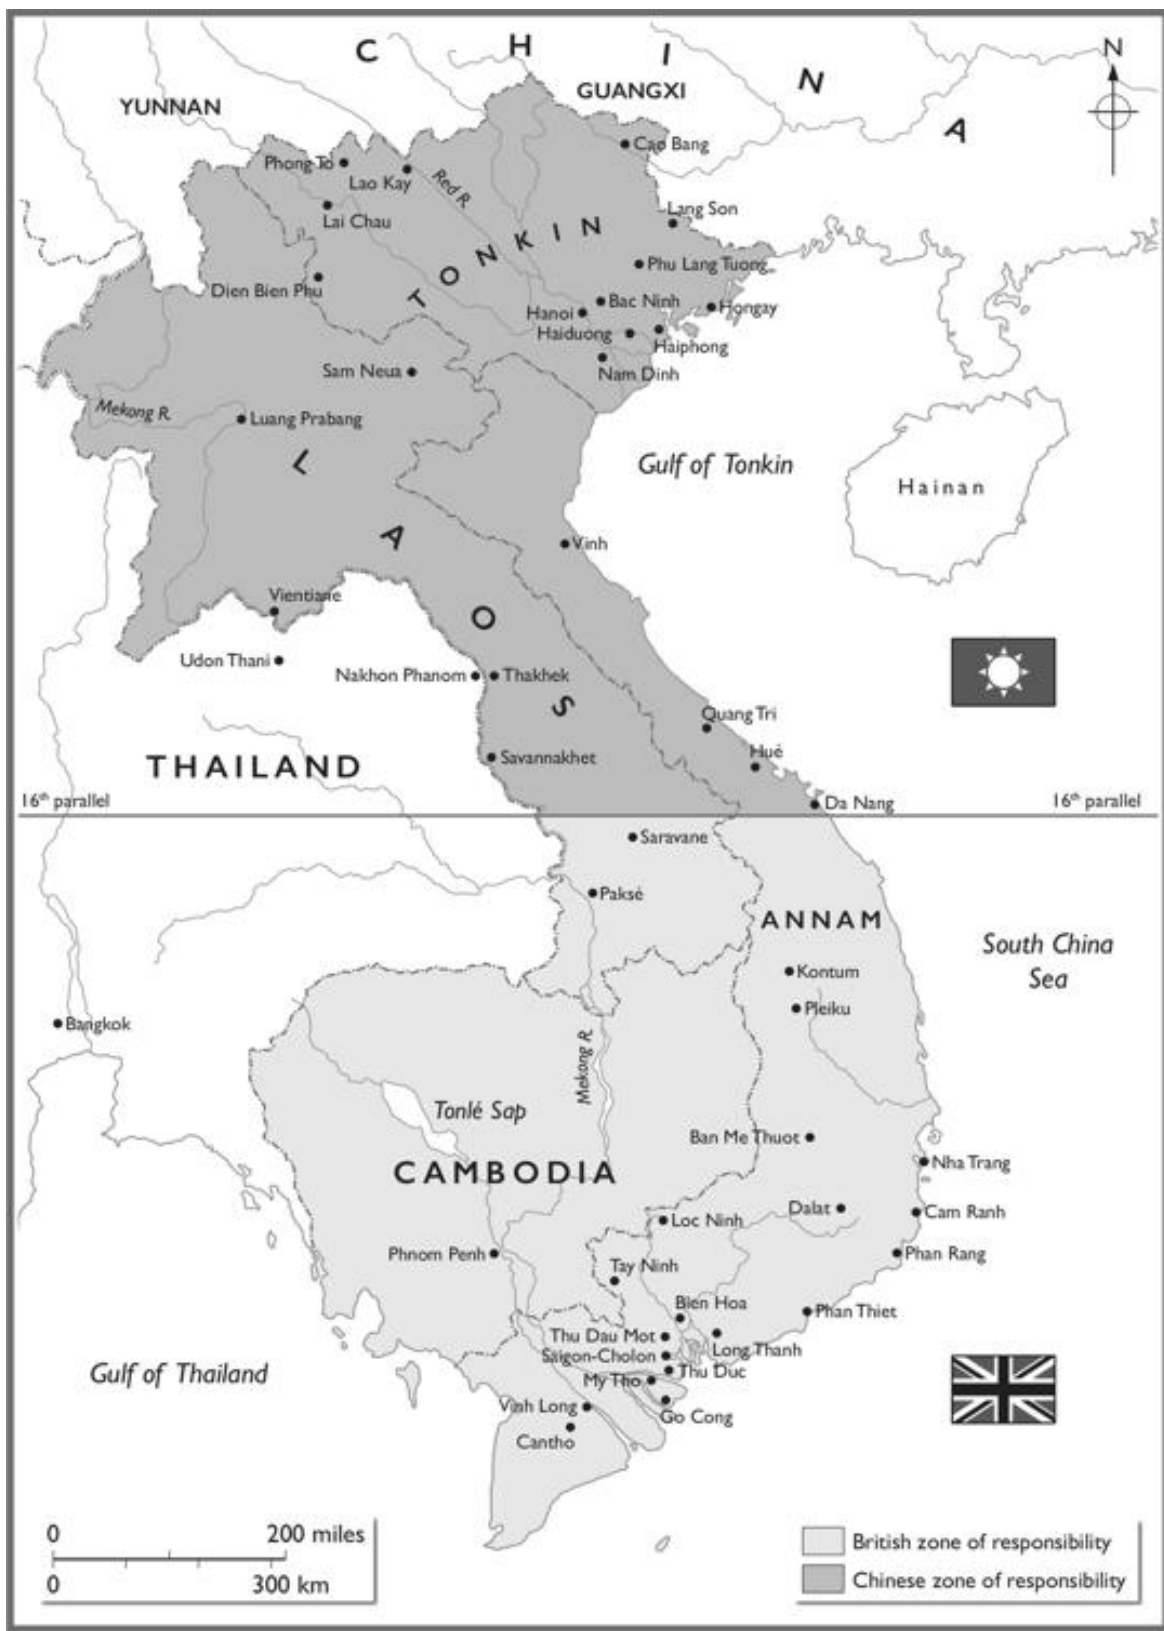 C H I N A
N
YUNNAN
GUANGXI
Cao Bang
Phong To
Lao Kay
Red R.
Lai Chau
Lang Son
TONKIN
Phu Lang Tuong
Dien Bien Phu
Bac Ninh
Hongay
Hanoi
Haiduong
Haiphong
Sam Neua
Nam Dinh
Mekong R.
Luang Prabang
Gulf of Tonkin
Hainan
LAOS
Vinh
Vientiane
Udon Thani
Nakhon Phanom
Thakhek
Quang Tri
Savannakhet
Hué
THAILAND
16th parallel
16th parallel
Da Nang
Saravane
Paksé
ANNAM
South China
Sea
Kontum
Pleiku
Bangkok
Mekong R.
Tonlé Sap
Ban Me Thuot
CAMBODIA
Nha Trang
Dalat
Cam Ranh
Loc Ninh
Phnom Penh
Phan Rang
Tay Ninh
Bien Hoa
Phan Thiet
Thu Dau Mot
Long Thanh
Saigon-Cholon
Thu Duc
Gulf of Thailand
My Tho
Vinh Long
Go Cong
Cantho
0 200 miles
0 300 km
British zone of responsibility
Chinese zone of responsibility